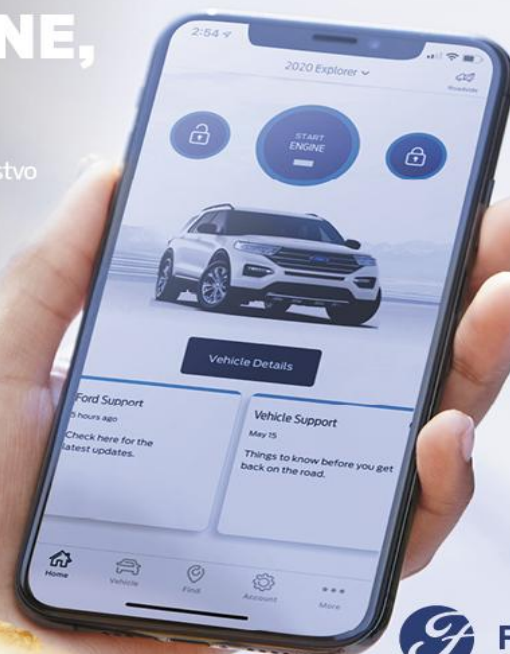 NE,
stvo
2:54
2020 Explorer
Roadside
START
ENGINE
Ford
Vehicle Details
Ford Support
5 hours ago
Check here for the
latest updates.
Vehicle Support
May 15
Things to know before you get
back on the road.
Home
Vehicle
Find
Account
More
F